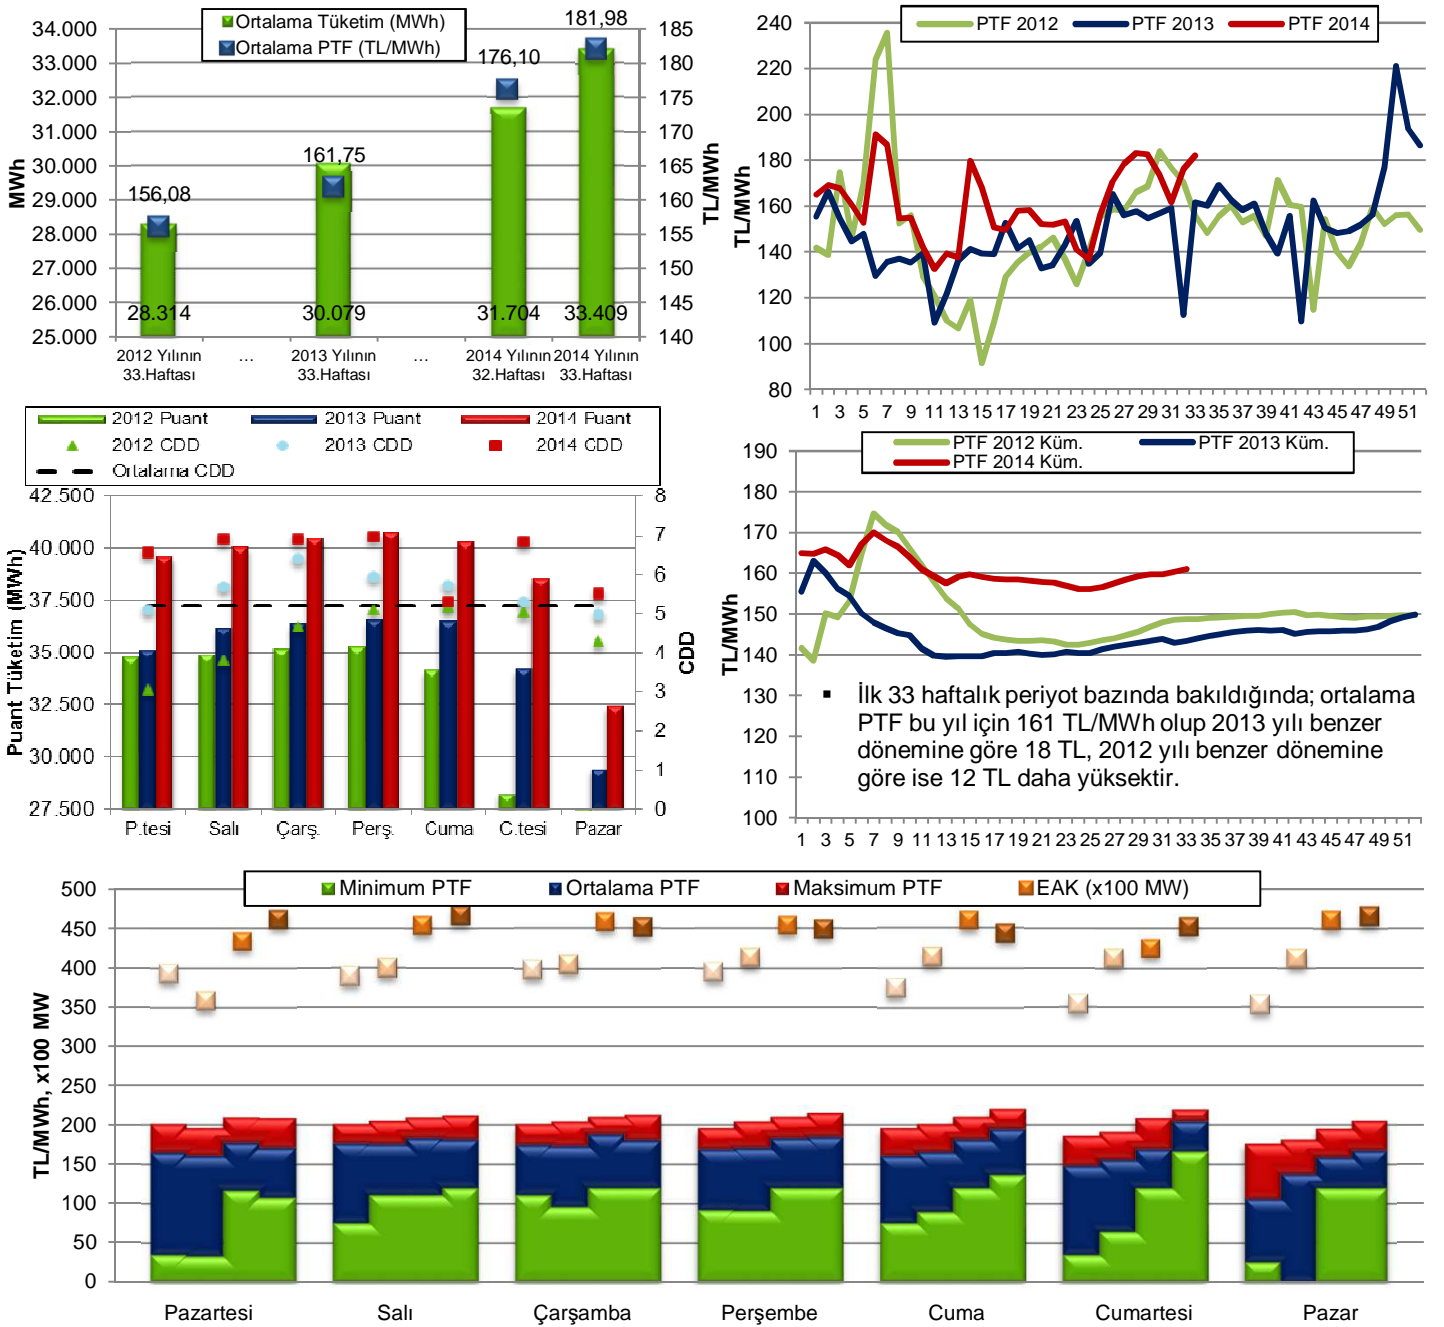 Ortalama Tüketim (MWh)
Ortalama PTF (TL/MWh)
MWh
34.000
33.000
32.000
31.000
30.000
29.000
28.000
27.000
26.000
25.000
156,08
161,75
176,10
181,98
28.314
30.079
31.704
33.409
185
180
175
170
165
160
155
150
145
140
TL/MWh
2012 Yılının 33.Haftası
...
2013 Yılının 33.Haftası
...
2014 Yılının 32.Haftası
2014 Yılının 33.Haftası
PTF 2012 PTF 2013 PTF 2014
TL/MWh
240
220
200
180
160
140
120
100
80
1 3 5 7 9 11 13 15 17 19 21 23 25 27 29 31 33 35 37 39 41 43 45 47 49 51
2012 Puant 2013 Puant 2014 Puant
2012 CDD 2013 CDD 2014 CDD
Ortalama CDD
Puant Tüketim (MWh)
42.500
40.000
37.500
35.000
32.500
30.000
27.500
8
7
6
5
4
3
2
1
0
CDD
P.tesi Salı Çarş. Perş. Cuma C.tesi Pazar
PTF 2012 Küm. PTF 2013 Küm.
PTF 2014 Küm.
TL/MWh
190
180
170
160
150
140
130
120
110
100
▪ İlk 33 haftalık periyot bazında bakıldığında; ortalama
PTF bu yıl için 161 TL/MWh olup 2013 yılı benzer
dönemine göre 18 TL, 2012 yılı benzer dönemine
göre ise 12 TL daha yüksektir.
1 3 5 7 9 11 13 15 17 19 21 23 25 27 29 31 33 35 37 39 41 43 45 47 49 51
Minimum PTF Ortalama PTF Maksimum PTF EAK (x100 MW)
TL/MWh, x100 MW
500
450
400
350
300
250
200
150
100
50
0
Pazartesi Salı Çarşamba Perşembe Cuma Cumartesi Pazar